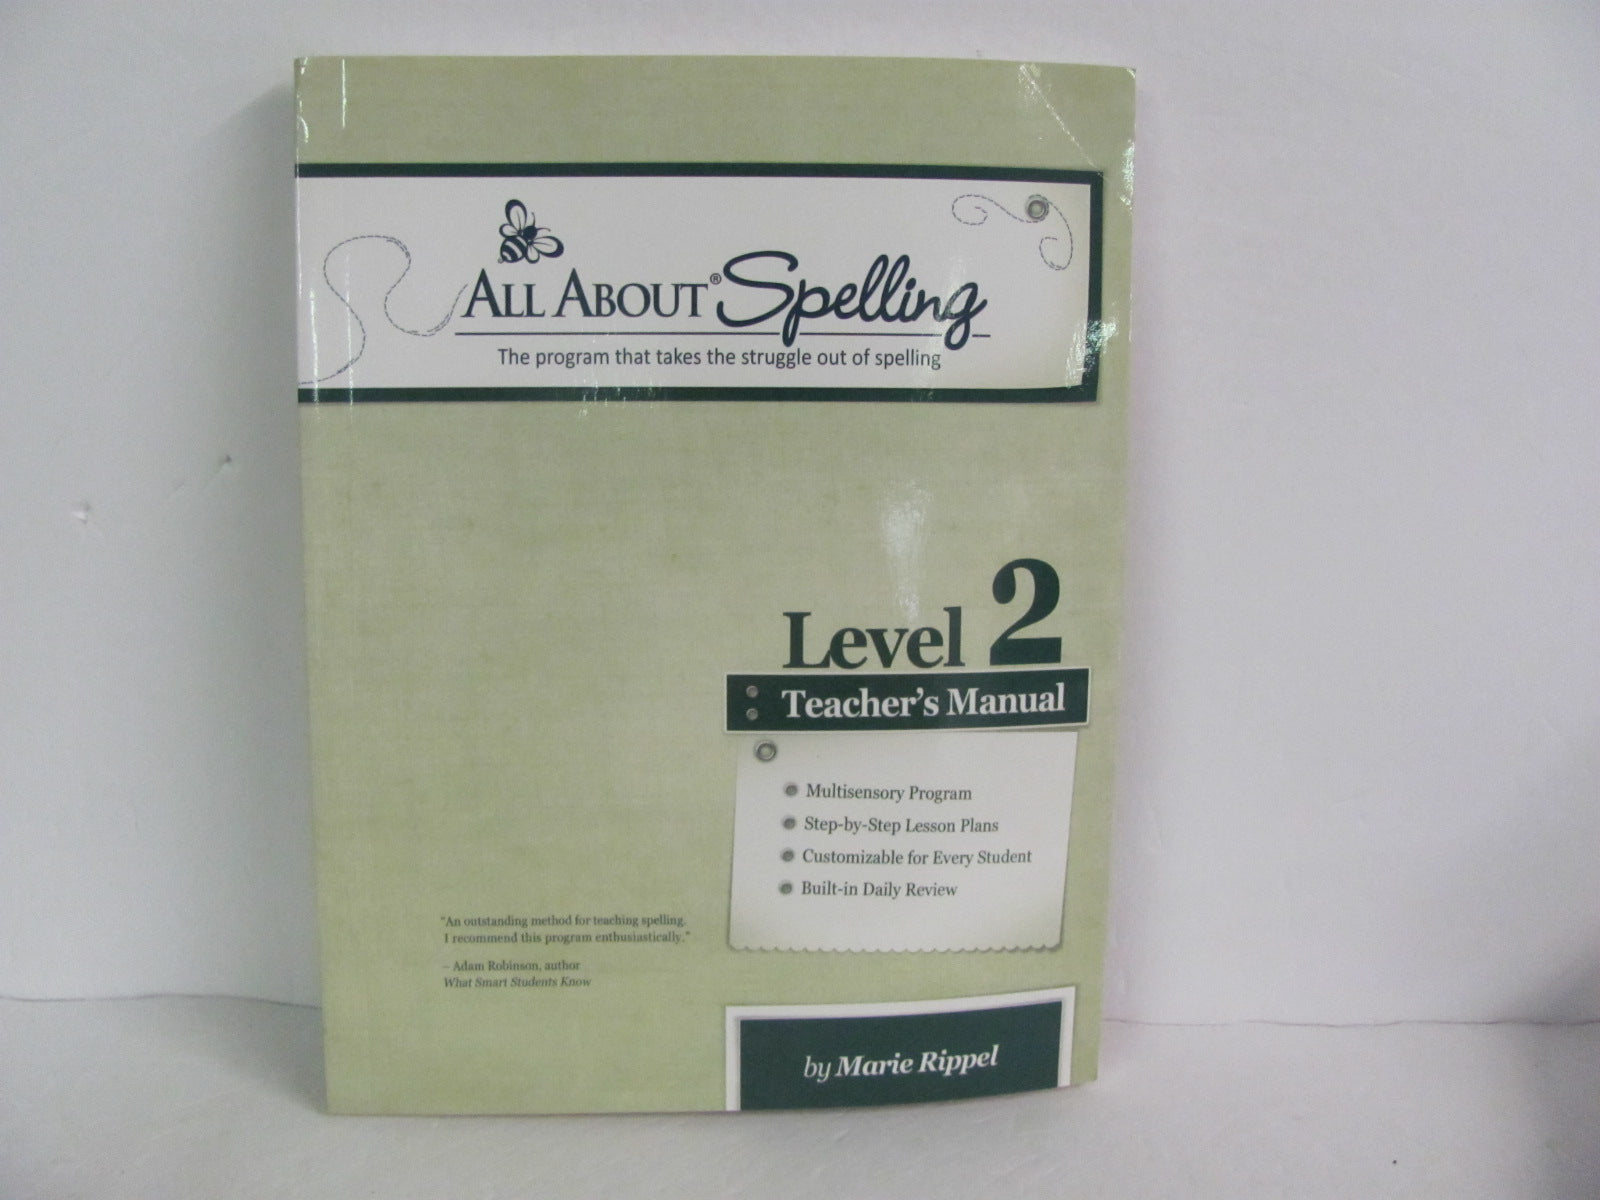 All About® Spelling
The program that takes the struggle out of spelling
Level 2
Teacher's Manual
Multisensory Program
Step-by-Step Lesson Plans
Customizable for Every Student
Built-in Daily Review
"An outstanding method for teaching spelling.
I recommend this program enthusiastically."
– Adam Robinson, author
What Smart Students Know
by Marie Rippel